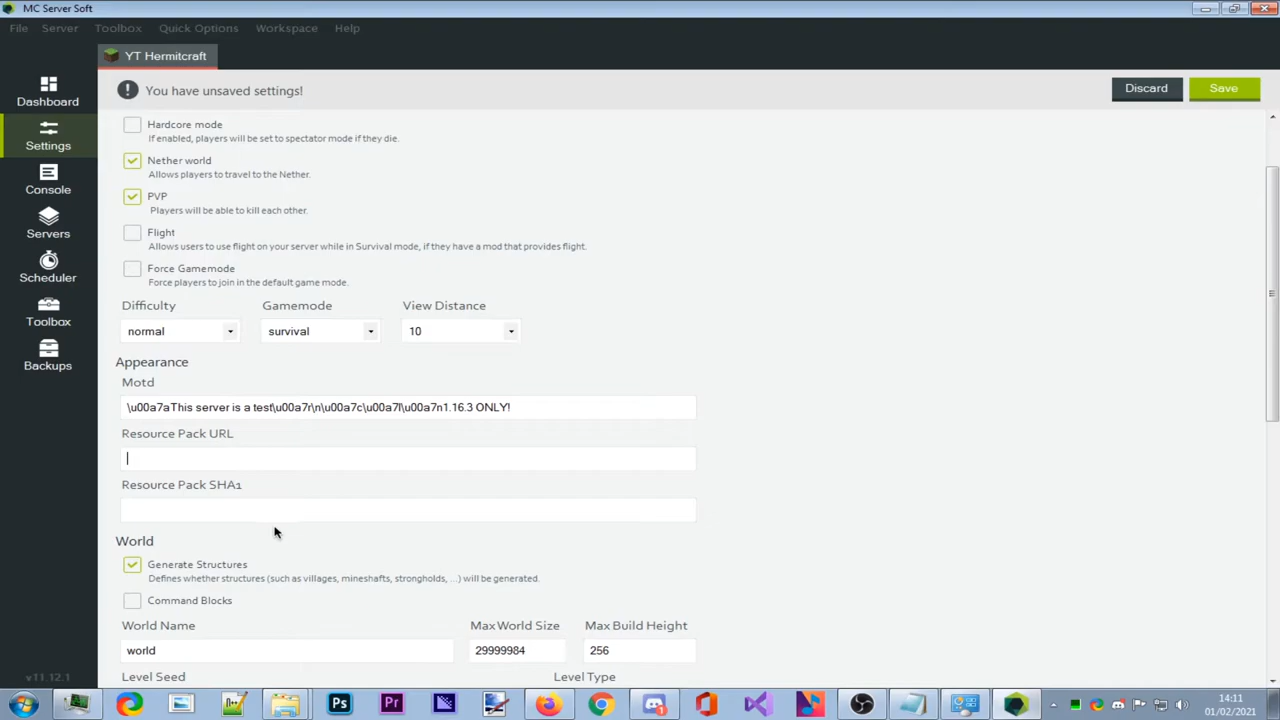 MC Server Soft
File Server Toolbox Quick Options Workspace Help
YT Hermitcraft
You have unsaved settings!
Discard
Save
Dashboard
Settings
Console
Servers
Scheduler
Toolbox
Backups
v11.12.1
Hardcore mode
If enabled, players will be set to spectator mode if they die.
Nether world
Allows players to travel to the Nether.
PVP
Players will be able to kill each other.
Flight
Allows users to use flight on your server while in Survival mode, if they have a mod that provides flight.
Force Gamemode
Force players to join in the default game mode.
Difficulty Gamemode View Distance
normal survival 10
Appearance
Motd
\u00a7aThis server is a test\u00a7r\n\u00a7c\u00a7l\u00a7n1.16.3 ONLY!
Resource Pack URL
Resource Pack SHA1
World
Generate Structures
Defines whether structures (such as villages, mineshafts, strongholds, ...) will be generated.
Command Blocks
World Name Max World Size Max Build Height
world 29999984 256
Level Seed Level Type
Ps Pr
14:11
01/02/2021